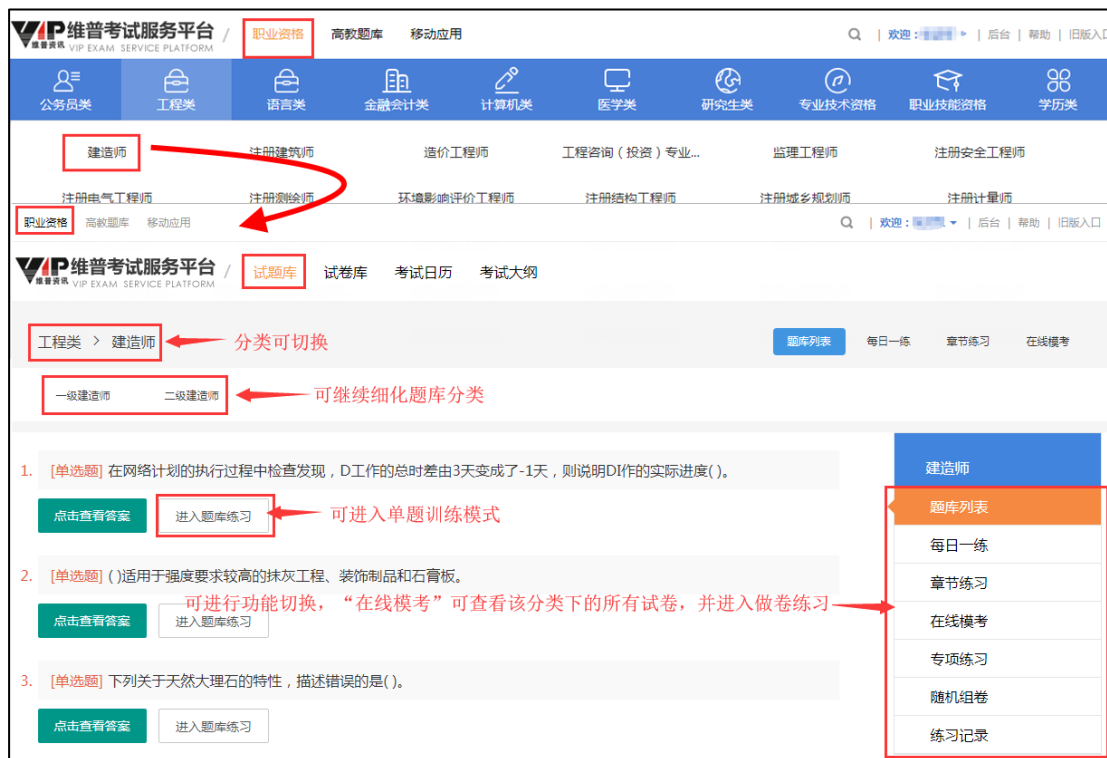 VIP 维普考试服务平台 / 职业资格 高教题库 移动应用 | 欢迎： | 后台 | 帮助 | 旧版入口
维普资讯 VIP EXAM SERVICE PLATFORM
公务员类 工程类 语言类 金融会计类 计算机类 医学类 研究生类 专业技术资格 职业技能资格 学历类
建造师 注册建筑师 造价工程师 工程咨询（投资）专业... 监理工程师 注册安全工程师
注册电气工程师 注册测绘师 环境影响评价工程师 注册结构工程师 注册城乡规划师 注册计量师
职业资格 高教题库 移动应用 | 欢迎： | 后台 | 帮助 | 旧版入口
VIP 维普考试服务平台 / 试题库 试卷库 考试日历 考试大纲
维普资讯 VIP EXAM SERVICE PLATFORM
工程类 > 建造师 分类可切换 题库列表 每日一练 章节练习 在线模考
一级建造师 二级建造师 可继续细化题库分类
建造师
1. [单选题] 在网络计划的执行过程中检查发现，D工作的总时差由3天变成了-1天，则说明DI作的实际进度( )。
题库列表
点击查看答案 进入题库练习 可进入单题训练模式
每日一练
2. [单选题] ( )适用于强度要求较高的抹灰工程、装饰制品和石膏板。
章节练习
可进行功能切换，“在线模考”可查看该分类下的所有试卷，并进入做卷练习
点击查看答案 进入题库练习
在线模考
专项练习
3. [单选题] 下列关于天然大理石的特性，描述错误的是( )。
随机组卷
点击查看答案 进入题库练习
练习记录